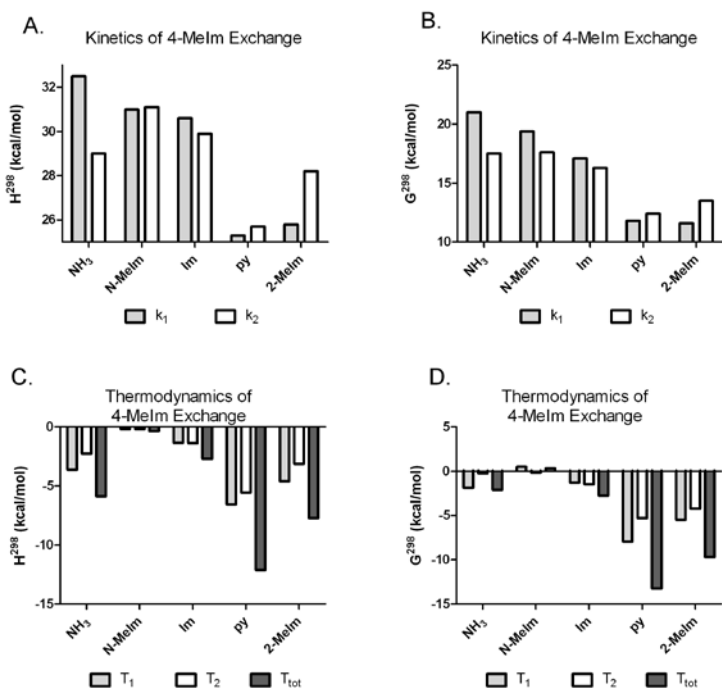 A.
Kinetics of 4-MeIm Exchange
H²⁹⁸ (kcal/mol)
32
30
28
26
NH₃
N-MeIm
Im
py
2-MeIm
k₁
k₂
B.
Kinetics of 4-MeIm Exchange
G²⁹⁸ (kcal/mol)
25
20
15
10
NH₃
N-MeIm
Im
py
2-MeIm
k₁
k₂
C.
Thermodynamics of
4-MeIm Exchange
H²⁹⁸ (kcal/mol)
0
-5
-10
-15
NH₃
N-MeIm
Im
py
2-MeIm
T₁
T₂
Tₜₒₜ
D.
Thermodynamics of
4-MeIm Exchange
G²⁹⁸ (kcal/mol)
5
0
-5
-10
-15
NH₃
N-MeIm
Im
py
2-MeIm
T₁
T₂
Tₜₒₜ